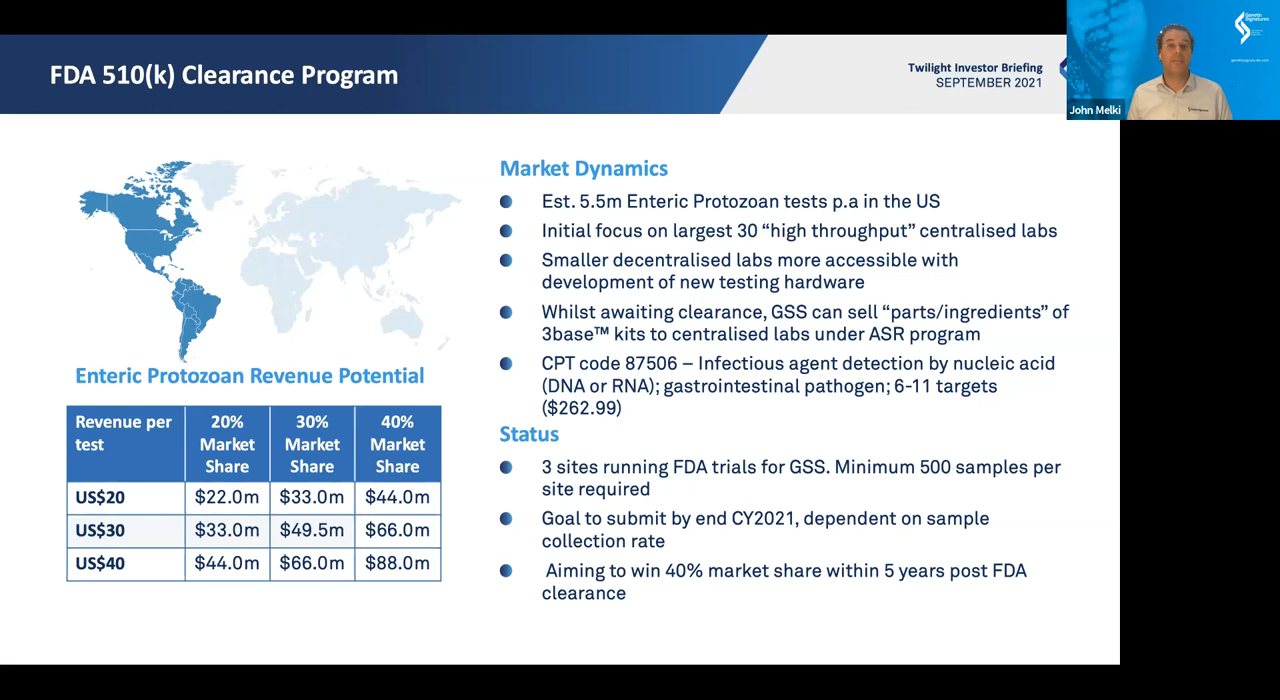 FDA 510(k) Clearance Program
Twilight Investor Briefing
SEPTEMBER 2021
Genetic
Signatures
John Melki
Market Dynamics
Est. 5.5m Enteric Protozoan tests p.a in the US
Initial focus on largest 30 “high throughput” centralised labs
Smaller decentralised labs more accessible with
development of new testing hardware
Whilst awaiting clearance, GSS can sell “parts/ingredients” of
3base™ kits to centralised labs under ASR program
CPT code 87506 – Infectious agent detection by nucleic acid
(DNA or RNA); gastrointestinal pathogen; 6-11 targets
($262.99)
Status
3 sites running FDA trials for GSS. Minimum 500 samples per
site required
Goal to submit by end CY2021, dependent on sample
collection rate
Aiming to win 40% market share within 5 years post FDA
clearance
Enteric Protozoan Revenue Potential
Revenue per test | 20% Market Share | 30% Market Share | 40% Market Share
US$20 | $22.0m | $33.0m | $44.0m
US$30 | $33.0m | $49.5m | $66.0m
US$40 | $44.0m | $66.0m | $88.0m